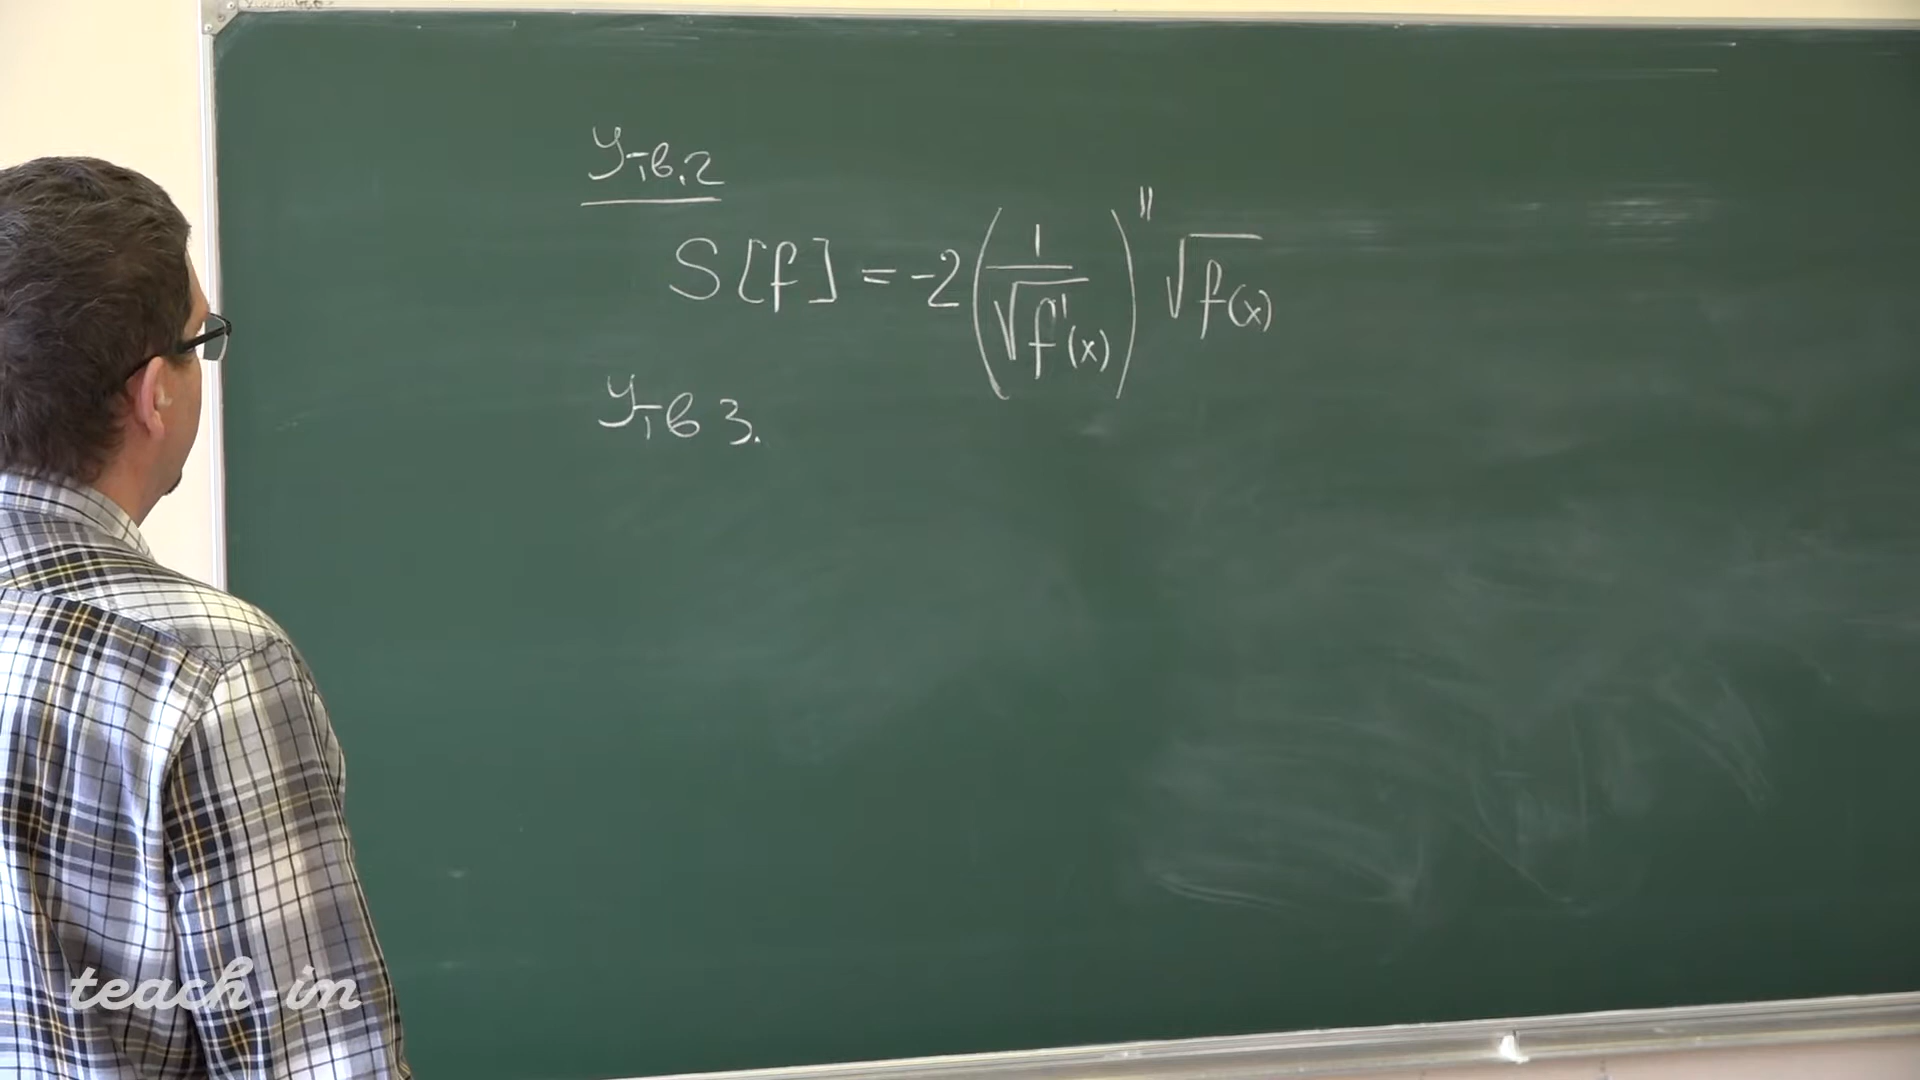 Утв.2
S[f] = -2(1/√f''(x))'' √f(x)
Утв 3.
teach-in